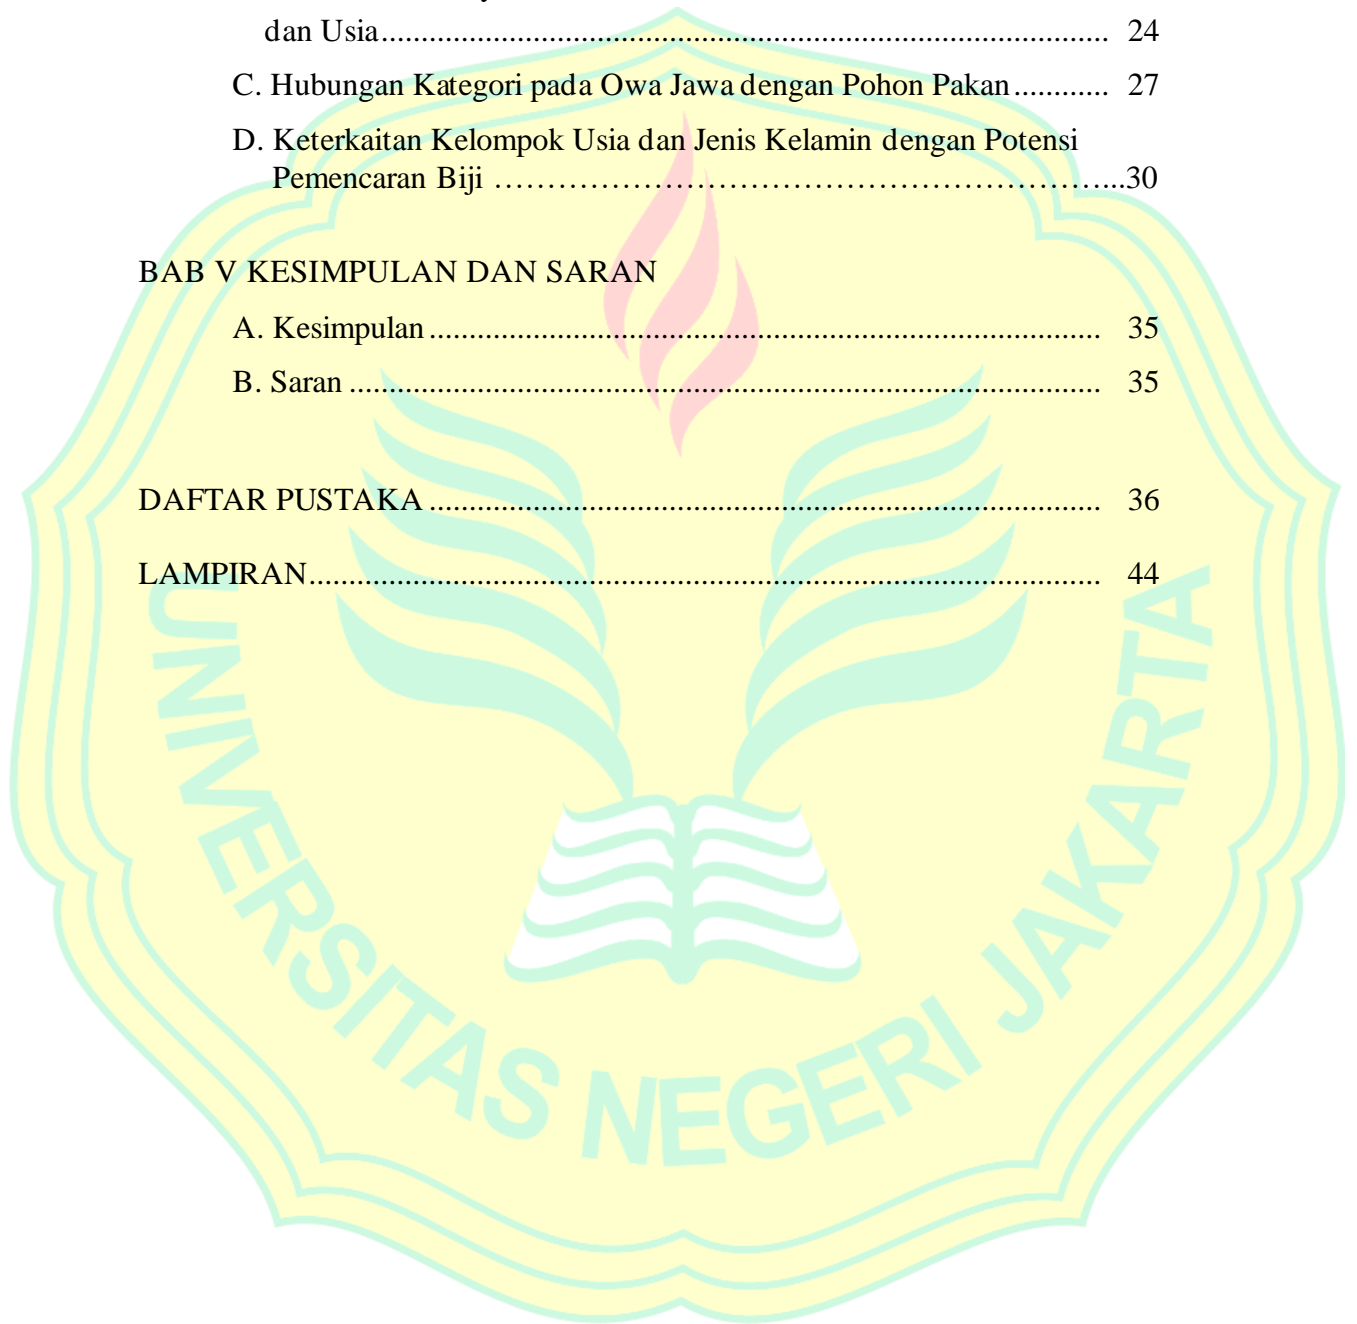 dan Usia........................................................................................... 24
C. Hubungan Kategori pada Owa Jawa dengan Pohon Pakan............ 27
D. Keterkaitan Kelompok Usia dan Jenis Kelamin dengan Potensi
Pemencaran Biji …………………………………………………...30
BAB V KESIMPULAN DAN SARAN
A. Kesimpulan.................................................................................... 35
B. Saran.............................................................................................. 35
DAFTAR PUSTAKA.................................................................................... 36
LAMPIRAN................................................................................................... 44
UNIVERSITAS NEGERI JAKARTA